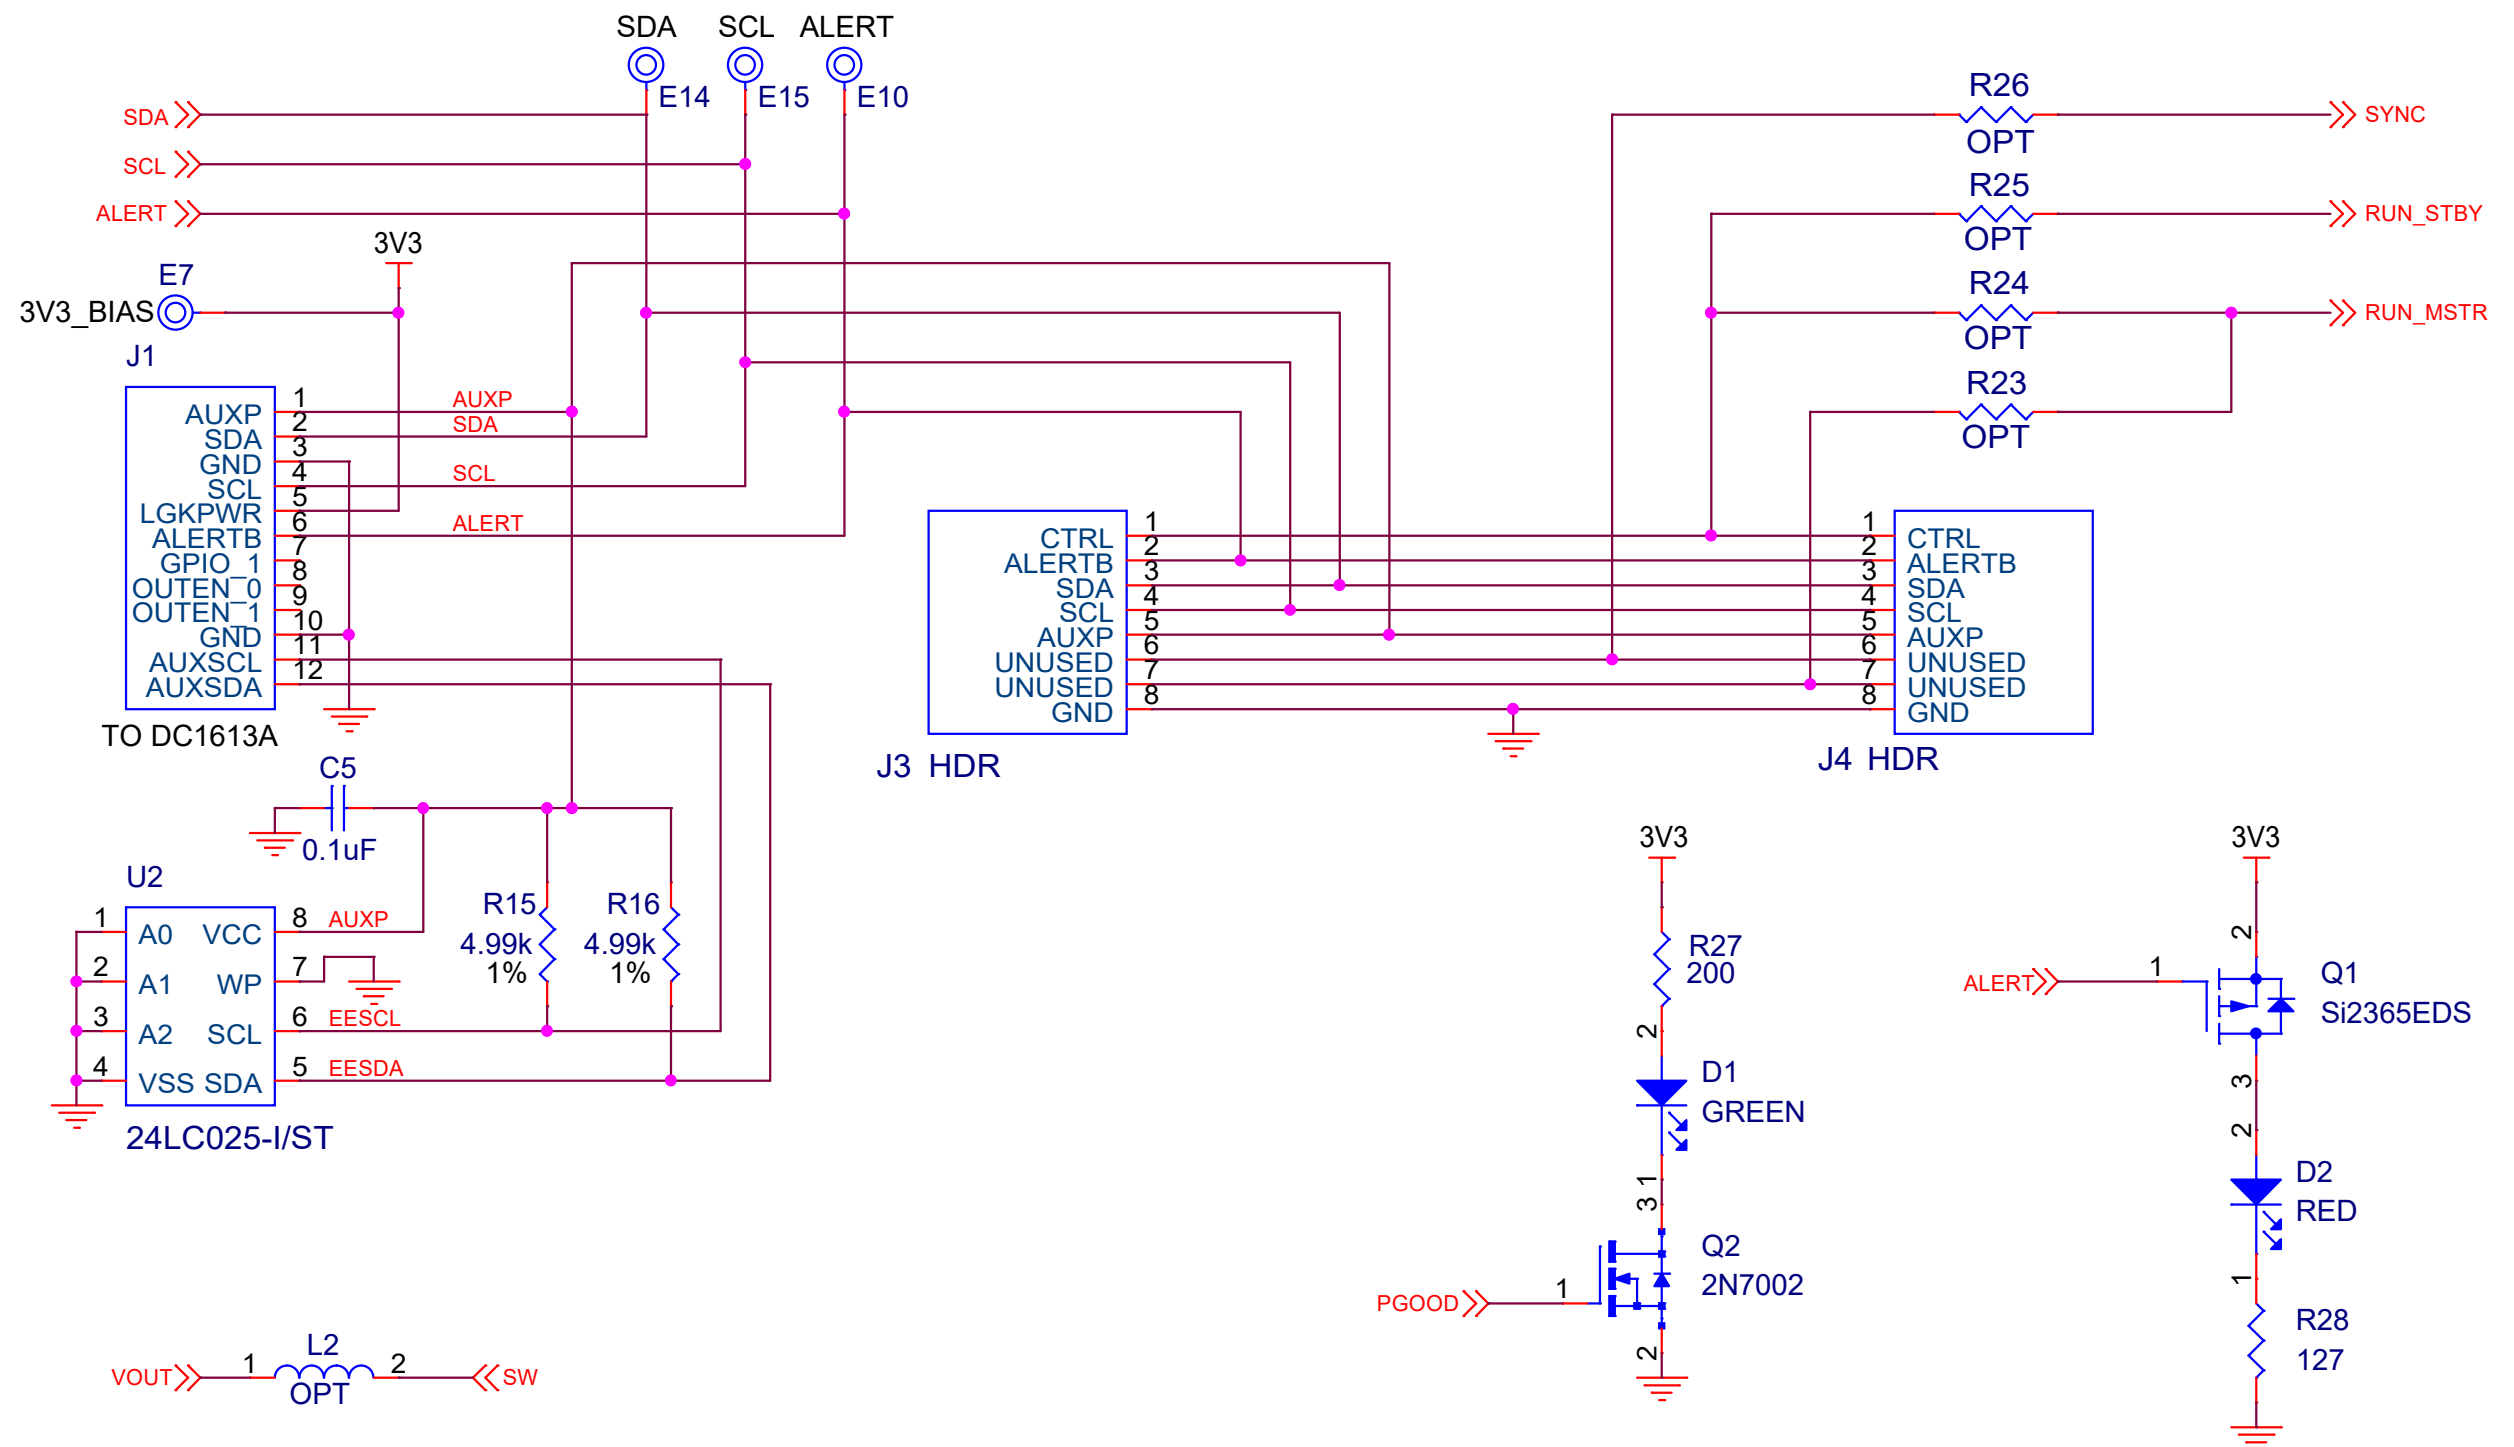 SDA SCL ALERT
E14 E15 E10
SDA
SCL
ALERT
3V3
E7
3V3_BIAS
J1
1 AUXP
AUXP
2 SDA
SDA
3
GND
4 SCL
SCL
5
LGKPWR
6 ALERT
ALERTB
7
GPIO_1
8
OUTEN_0
9
OUTEN_1
10
GND
11
AUXSCL
12
AUXSDA
TO DC1613A
R26
OPT
SYNC
R25
OPT
RUN_STBY
R24
OPT
RUN_MSTR
R23
OPT
1
CTRL
2
ALERTB
3
SDA
4
SCL
5
AUXP
6
UNUSED
7
UNUSED
8
GND
J3 HDR
1
CTRL
2
ALERTB
3
SDA
4
SCL
5
AUXP
6
UNUSED
7
UNUSED
8
GND
J4 HDR
C5
0.1uF
U2
1 8 AUXP
A0 VCC
2 7
A1 WP
3 6 EESCL
A2 SCL
4 5 EESDA
VSS SDA
24LC025-I/ST
R15
4.99k
1%
R16
4.99k
1%
3V3
R27
200
2
D1
GREEN
1
3
Q2
2N7002
PGOOD 1
2
3V3
2
ALERT 1
Q1
Si2365EDS
3
2
D2
RED
1
R28
127
L2
VOUT 1 2 SW
OPT